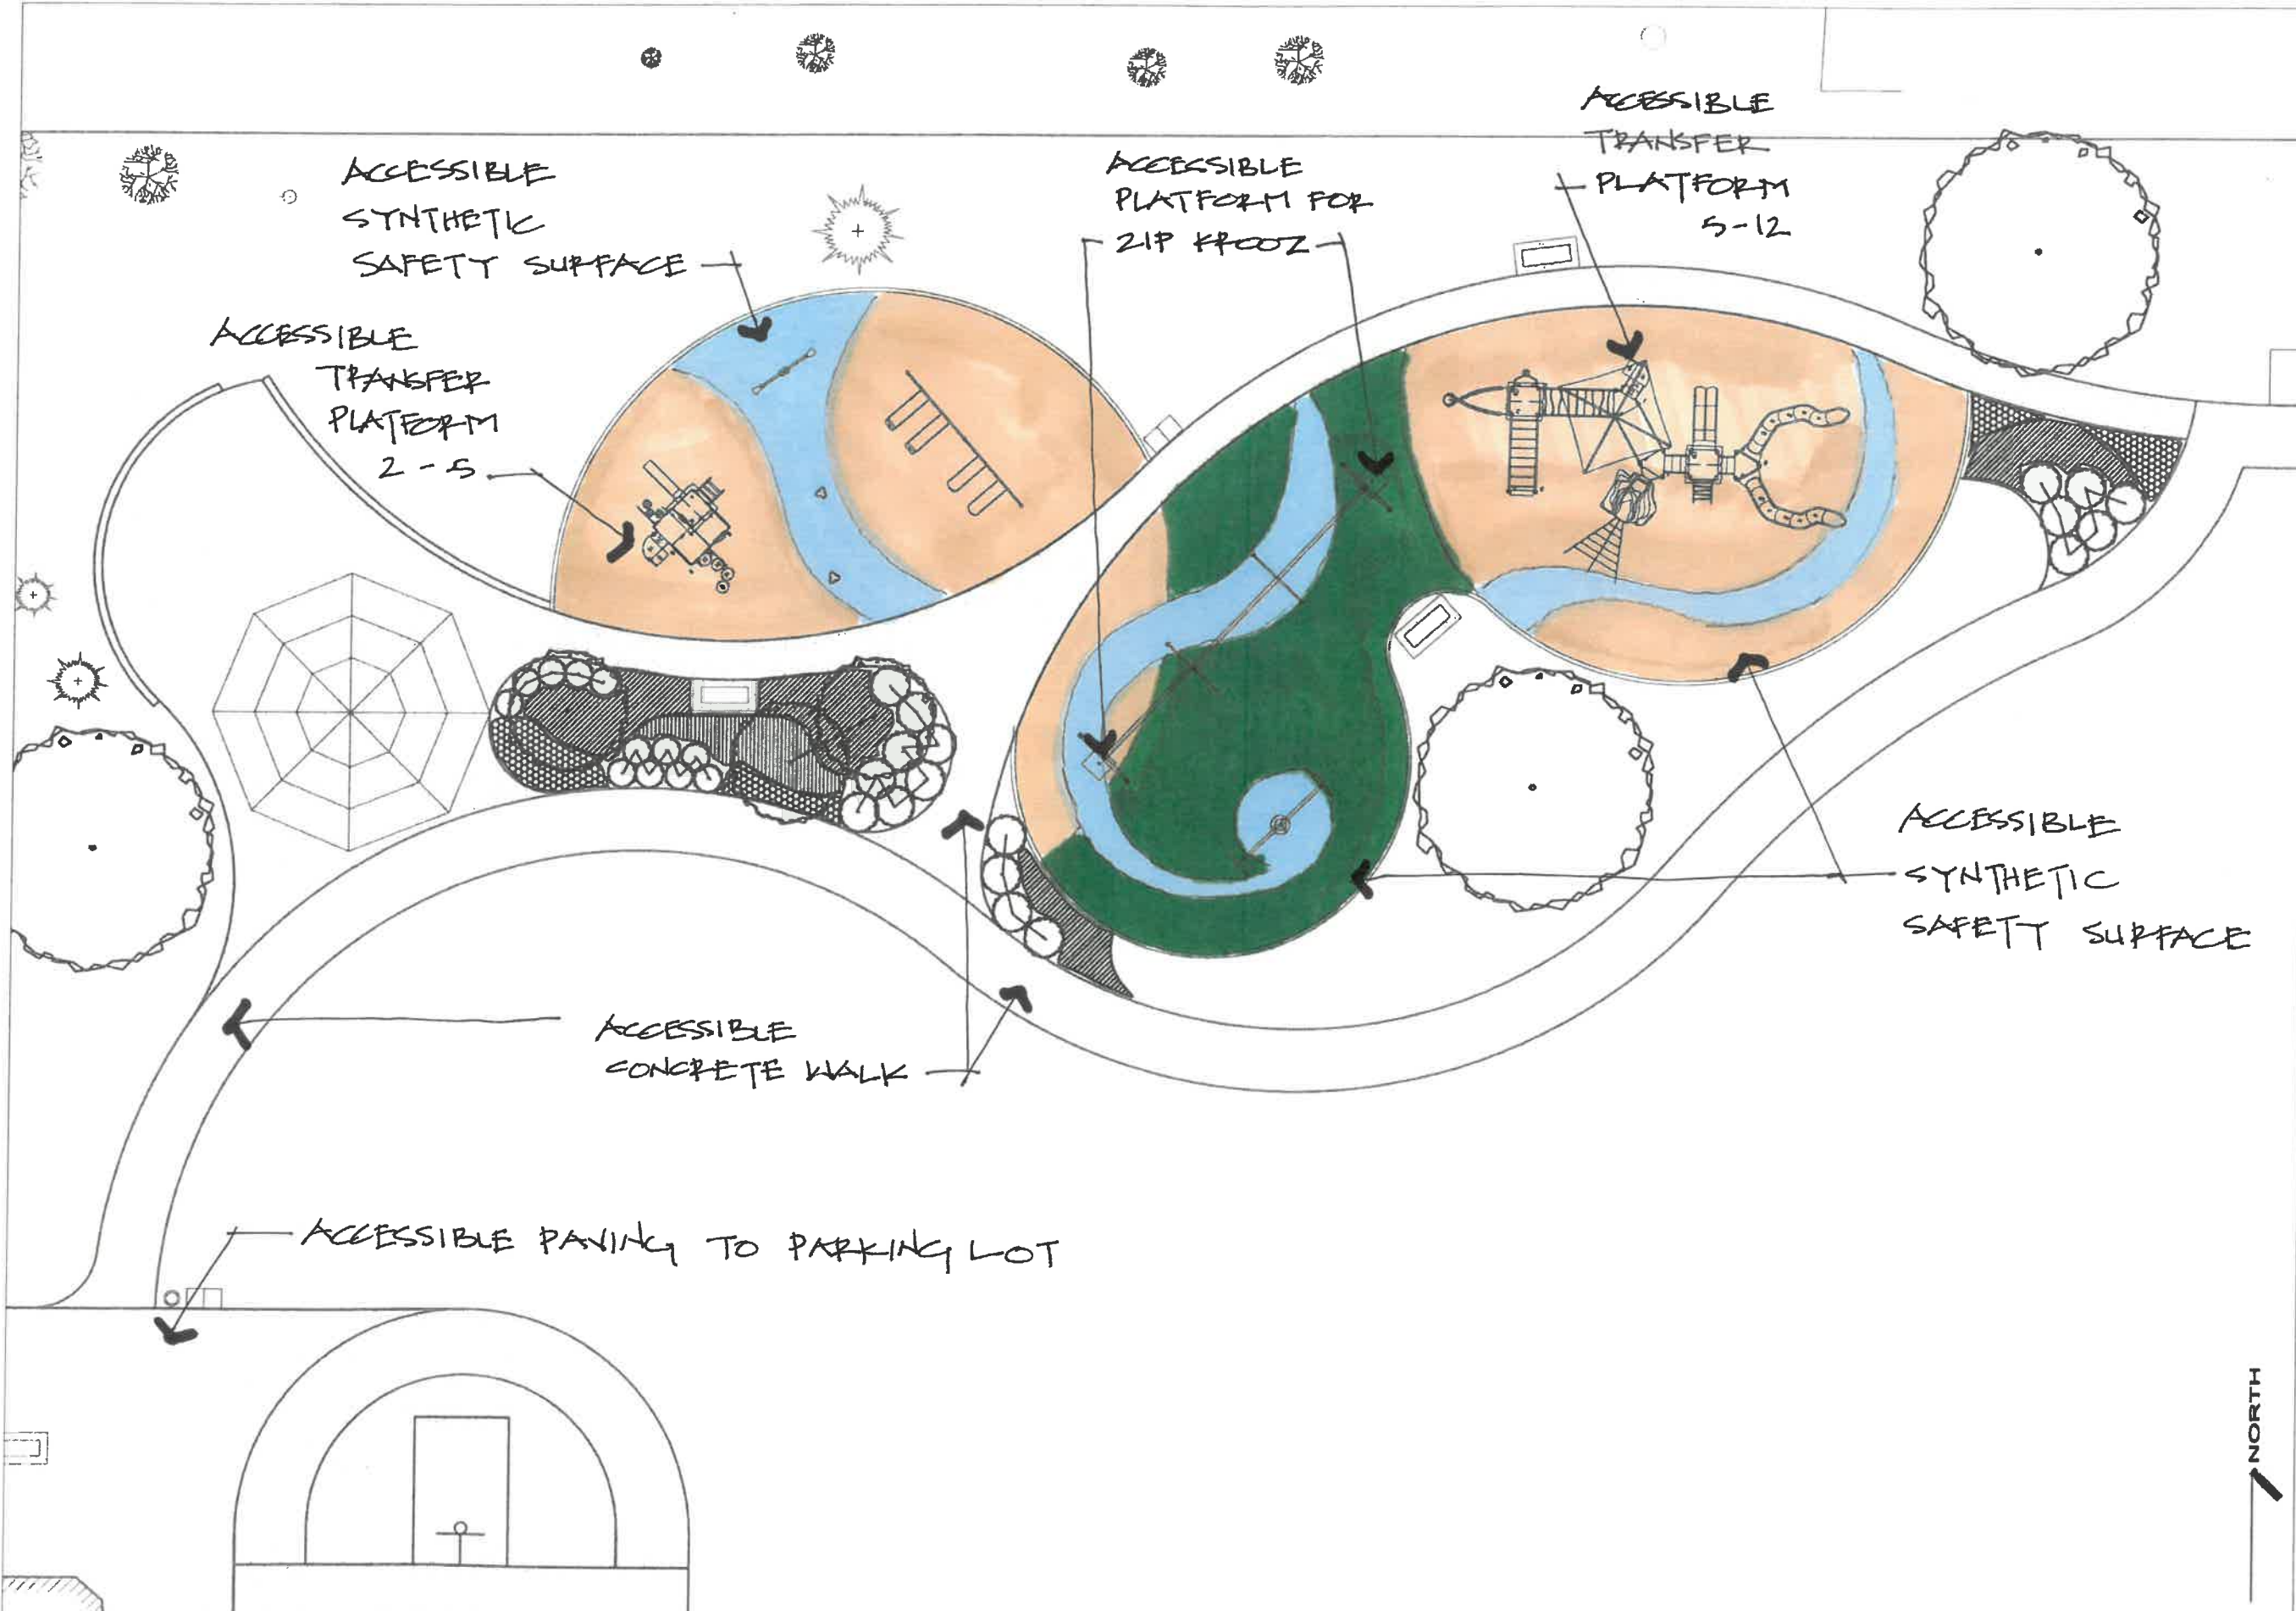 ACCESSIBLE
TRANSFER
PLATFORM
5-12
ACCESSIBLE
PLATFORM FOR
ZIP KROOZ
ACCESSIBLE
SYNTHETIC
SAFETY SURFACE
ACCESSIBLE
TRANSFER
PLATFORM
2-5
ACCESSIBLE
SYNTHETIC
SAFETY SURFACE
ACCESSIBLE
CONCRETE WALK
ACCESSIBLE PAVING TO PARKING LOT
NORTH